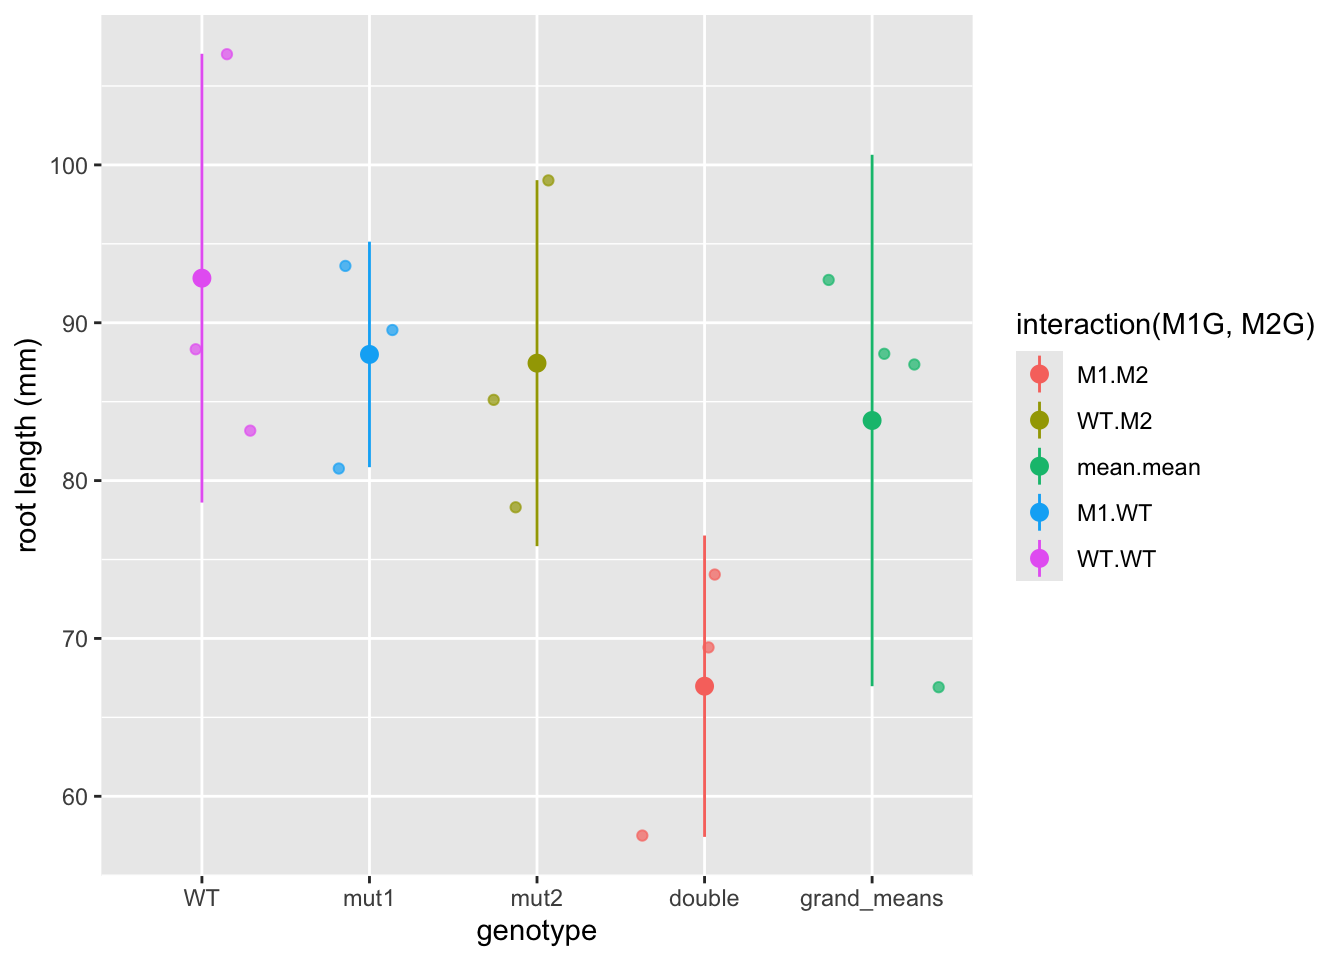 100
90
80
70
60
root length (mm)
WT
mut1
mut2
double
grand_means
genotype
interaction(M1G, M2G)
M1.M2
WT.M2
mean.mean
M1.WT
WT.WT